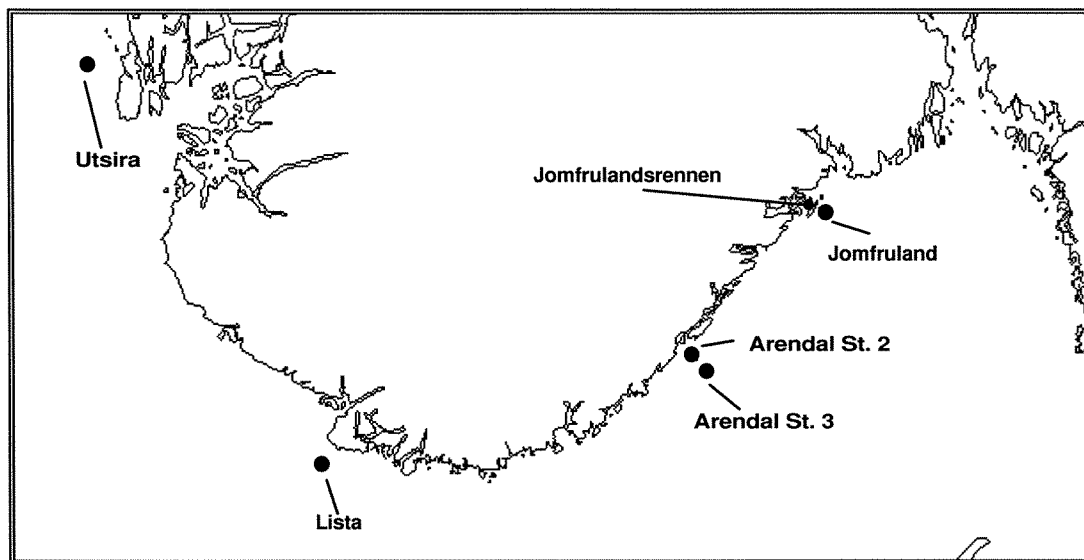 Utsira
Jomfrulandsrennen
Jomfruland
Arendal St. 2
Arendal St. 3
Lista